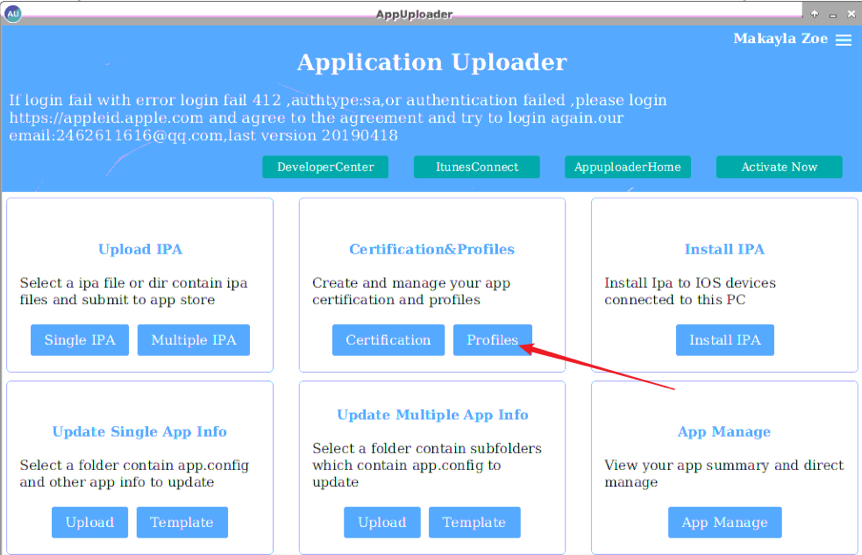 AU
AppUploader
Makayla Zoe
Application Uploader
If login fail with error login fail 412 ,authtype:sa,or authentication failed ,please login
https://appleid.apple.com and agree to the agreement and try to login again.our
email:2462611616@qq.com,last version 20190418
DeveloperCenter ItunesConnect AppuploaderHome Activate Now
Upload IPA
Select a ipa file or dir contain ipa
files and submit to app store
Single IPA Multiple IPA
Certification&Profiles
Create and manage your app
certification and profiles
Certification Profiles
Install IPA
Install Ipa to IOS devices
connected to this PC
Install IPA
Update Single App Info
Select a folder contain app.config
and other app info to update
Upload Template
Update Multiple App Info
Select a folder contain subfolders
which contain app.config to
update
Upload Template
App Manage
View your app summary and direct
manage
App Manage